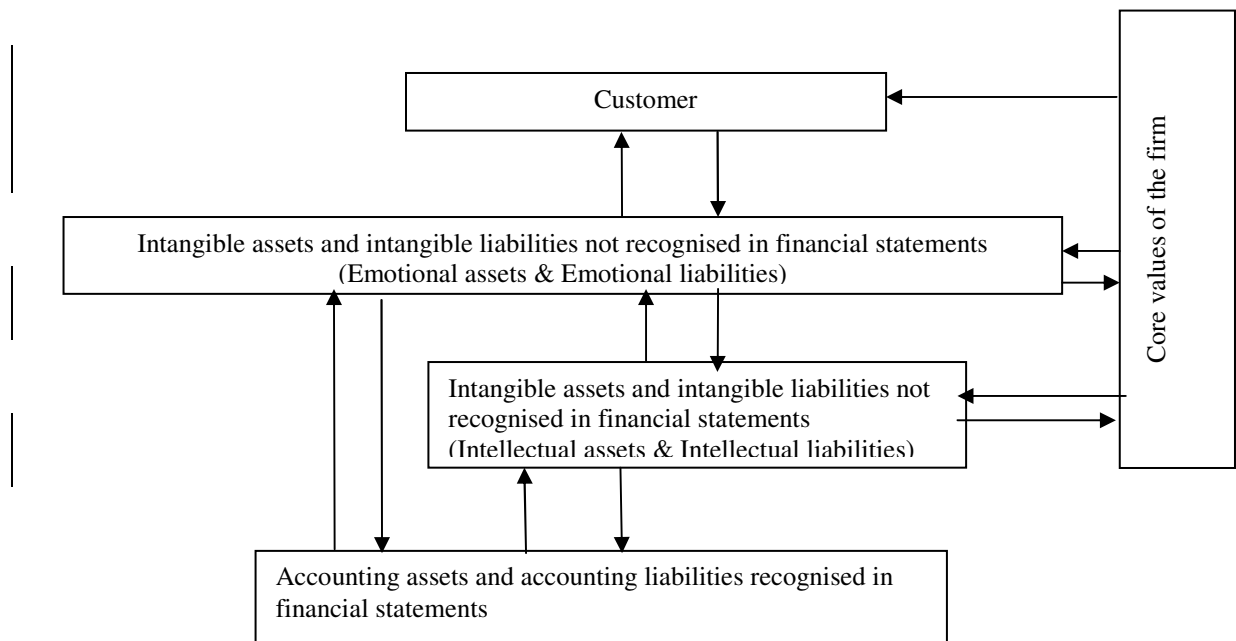 Customer
Core values of the firm
Intangible assets and intangible liabilities not recognised in financial statements
(Emotional assets & Emotional liabilities)
Intangible assets and intangible liabilities not
recognised in financial statements
(Intellectual assets & Intellectual liabilities)
Accounting assets and accounting liabilities recognised in
financial statements